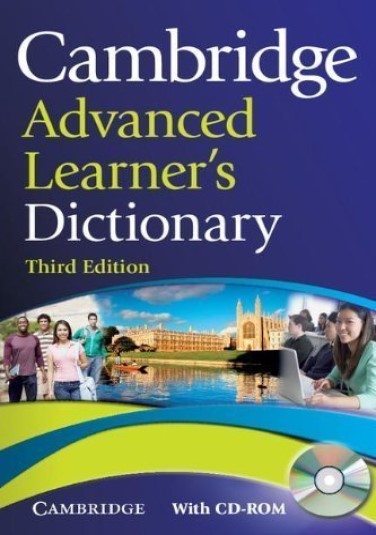 Cambridge
Advanced
Learner's
Dictionary
Third Edition
CAMBRIDGE With CD-ROM